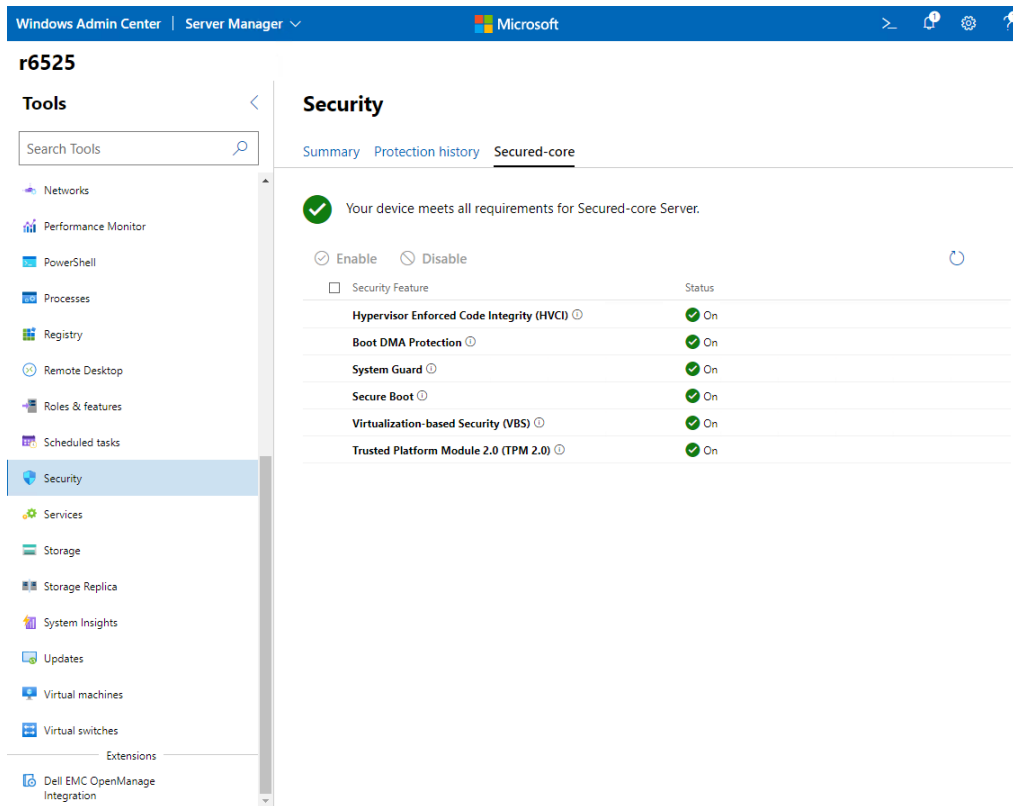 Windows Admin Center | Server Manager
Microsoft
1
r6525
Tools
Search Tools
Networks
Performance Monitor
PowerShell
Processes
Registry
Remote Desktop
Roles & features
Scheduled tasks
Security
Services
Storage
Storage Replica
System Insights
Updates
Virtual machines
Virtual switches
Extensions
Dell EMC OpenManage
Integration
Security
Summary Protection history Secured-core
Your device meets all requirements for Secured-core Server.
Enable Disable
Security Feature Status
Hypervisor Enforced Code Integrity (HVCI) On
Boot DMA Protection On
System Guard On
Secure Boot On
Virtualization-based Security (VBS) On
Trusted Platform Module 2.0 (TPM 2.0) On